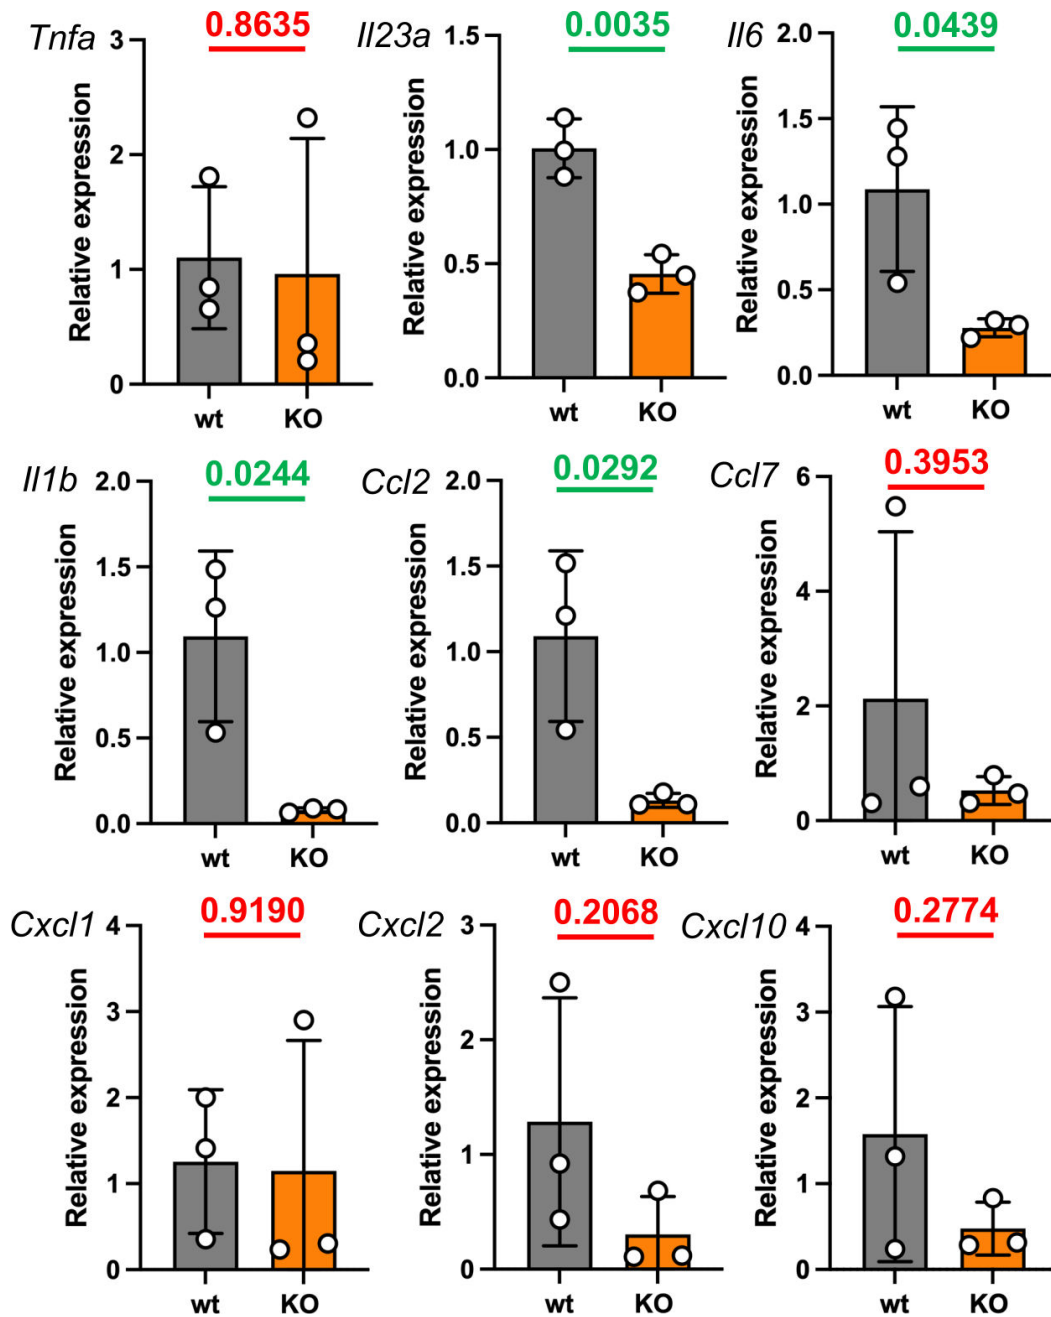 Tnfa
0.8635
Relative expression
3
2
1
0
wt
KO
Il23a
0.0035
Relative expression
1.5
1.0
0.5
0.0
wt
KO
Il6
0.0439
Relative expression
2.0
1.5
1.0
0.5
0.0
wt
KO
Il1b
0.0244
Relative expression
2.0
1.5
1.0
0.5
0.0
wt
KO
Ccl2
0.0292
Relative expression
2.0
1.5
1.0
0.5
0.0
wt
KO
Ccl7
0.3953
Relative expression
6
4
2
0
wt
KO
Cxcl1
0.9190
Relative expression
4
3
2
1
0
wt
KO
Cxcl2
0.2068
Relative expression
3
2
1
0
wt
KO
Cxcl10
0.2774
Relative expression
4
3
2
1
0
wt
KO